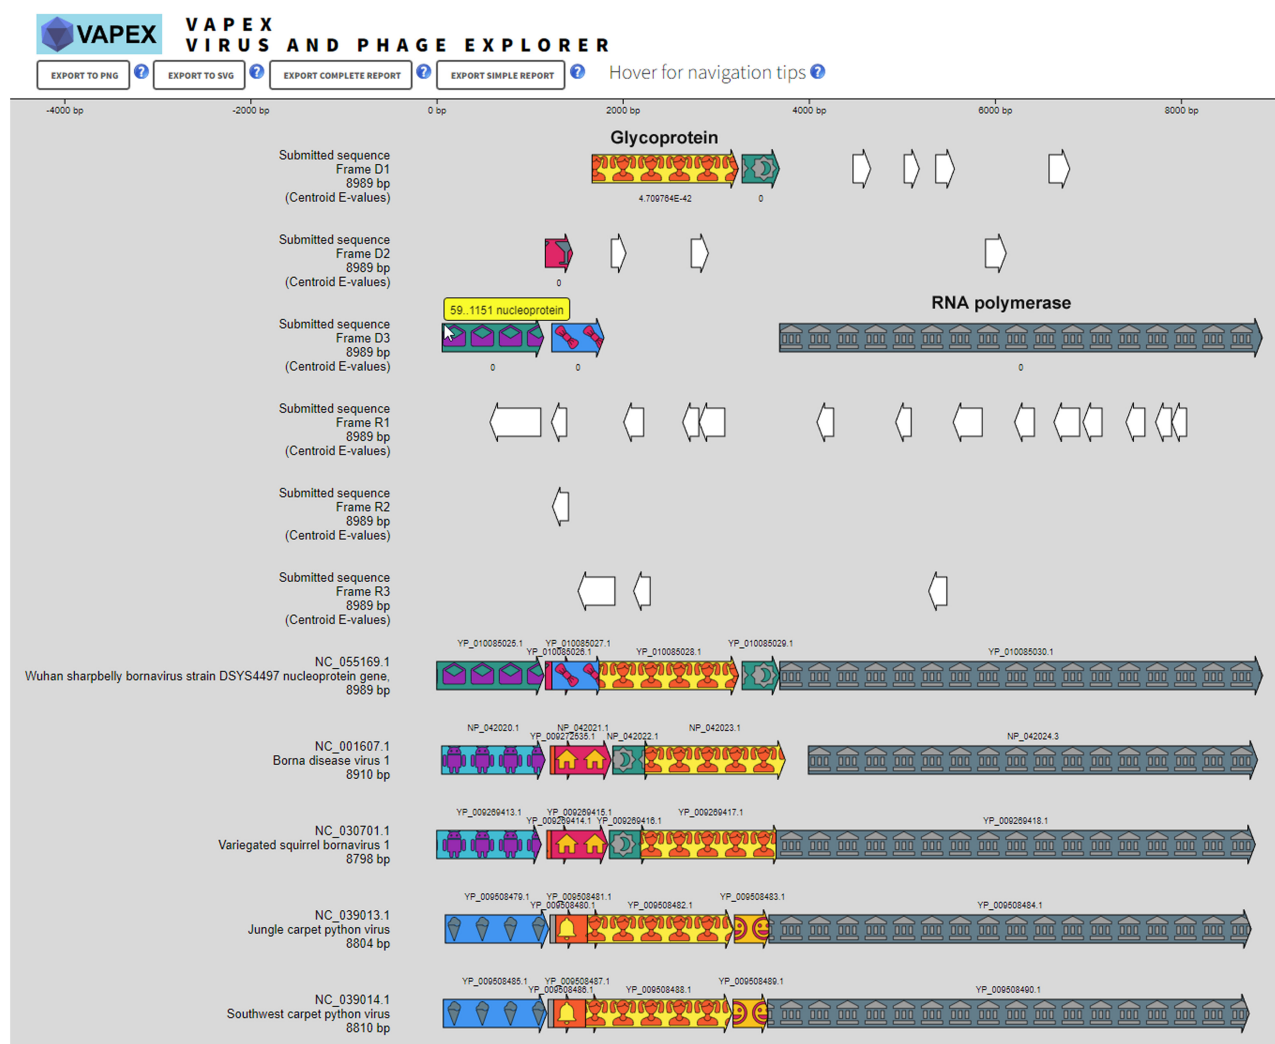 VAPEX
VAPEX
VIRUS AND PHAGE EXPLORER
EXPORT TO PNG ? EXPORT TO SVG ? EXPORT COMPLETE REPORT ? EXPORT SIMPLE REPORT ? Hover for navigation tips ?
-4000 bp -2000 bp 0 bp 2000 bp 4000 bp 6000 bp 8000 bp
Glycoprotein
Submitted sequence
Frame D1
8989 bp
(Centroid E-values)
4.709764E-42 0
Submitted sequence
Frame D2
8989 bp
(Centroid E-values)
0
59..1151 nucleoprotein
RNA polymerase
Submitted sequence
Frame D3
8989 bp
(Centroid E-values)
0 0 0
Submitted sequence
Frame R1
8989 bp
(Centroid E-values)
Submitted sequence
Frame R2
8989 bp
(Centroid E-values)
Submitted sequence
Frame R3
8989 bp
(Centroid E-values)
YP_010085025.1 YP_010085027.1 YP_010085029.1
YP_010085026.1 YP_010085028.1 YP_010085030.1
NC_055169.1
Wuhan sharpbelly bornavirus strain DSYS4497 nucleoprotein gene,
8989 bp
NP_042020.1 NP_042021.1 NP_042023.1
YP_009272535.1 NP_042022.1 NP_042024.3
NC_001607.1
Borna disease virus 1
8910 bp
YP_009269413.1 YP_009269415.1 YP_009269417.1
YP_009269414.1 YP_009269416.1 YP_009269418.1
NC_030701.1
Variegated squirrel bornavirus 1
8798 bp
YP_009508479.1 YP_009508481.1 YP_009508483.1
YP_009508480.1 YP_009508482.1 YP_009508484.1
NC_039013.1
Jungle carpet python virus
8804 bp
YP_009508485.1 YP_009508487.1 YP_009508489.1
YP_009508486.1 YP_009508488.1 YP_009508490.1
NC_039014.1
Southwest carpet python virus
8810 bp